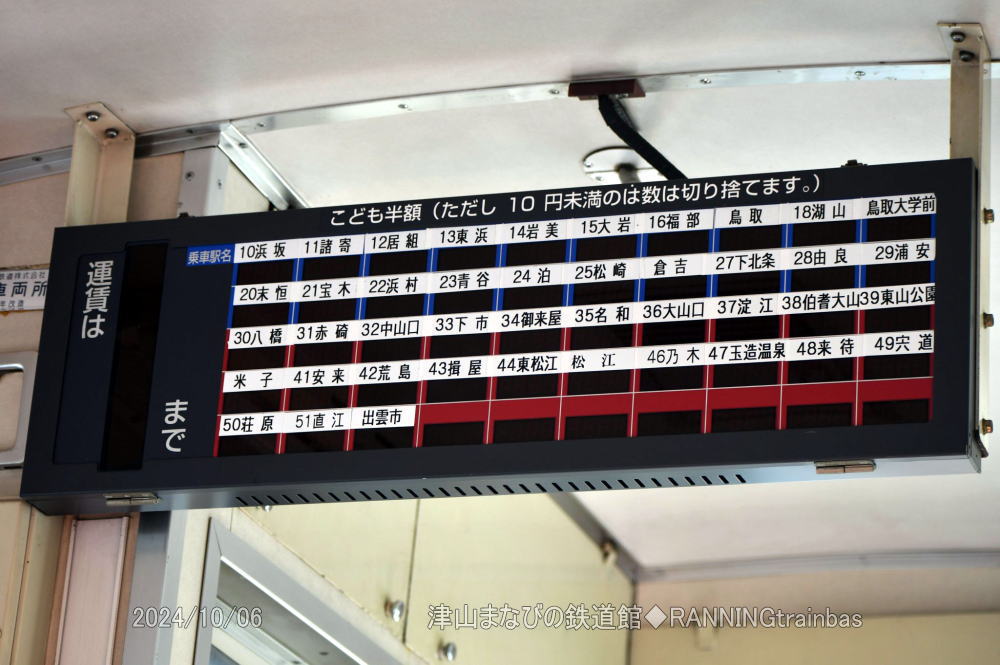 こども半額（ただし 10 円未満のは数は切り捨てます。）
運賃は
まで
乗車駅名 10浜 坂 11諸 寄 12居 組 13東 浜 14岩 美 15大 岩 16福 部 鳥 取 18湖 山 鳥取大学前
20末 恒 21宝 木 22浜 村 23青 谷 24 泊 25松 崎 倉 吉 27下北条 28由 良 29浦 安
30八 橋 31赤 碕 32中山口 33下 市 34御来屋 35名 和 36大山口 37淀 江 38伯耆大山 39東山公園
米 子 41安 来 42荒 島 43揖 屋 44東松江 松 江 46乃 木 47玉造温泉 48来 待 49宍 道
50荘 原 51直 江 出雲市
株式会社
車両所
年改造
2024/10/06 津山まなびの鉄道館◆RANNINGtrainbas